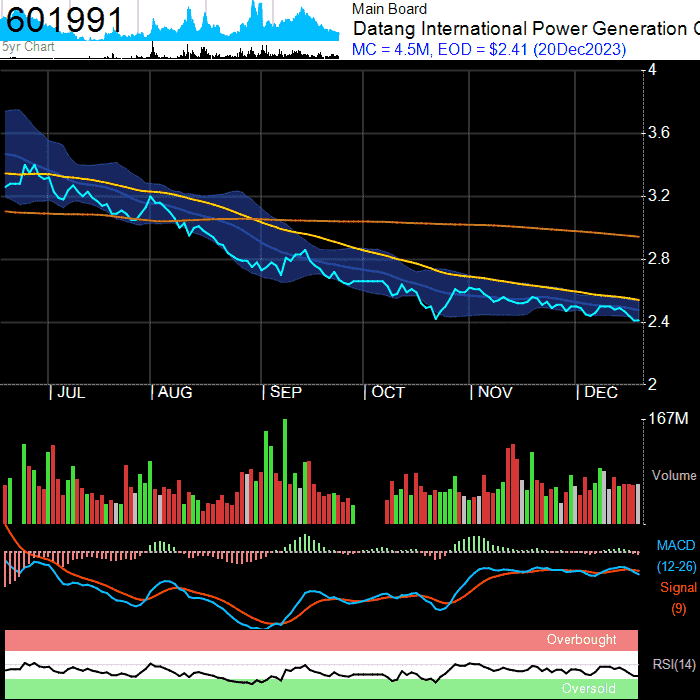 601991
5yr Chart
Main Board
Datang International Power Generation C
MC = 4.5M, EOD = $2.41 (20Dec2023)
4
3.6
3.2
2.8
2.4
2
JUL AUG SEP OCT NOV DEC
167M
Volume
MACD
(12-26)
Signal
(9)
Overbought
RSI(14)
Oversold